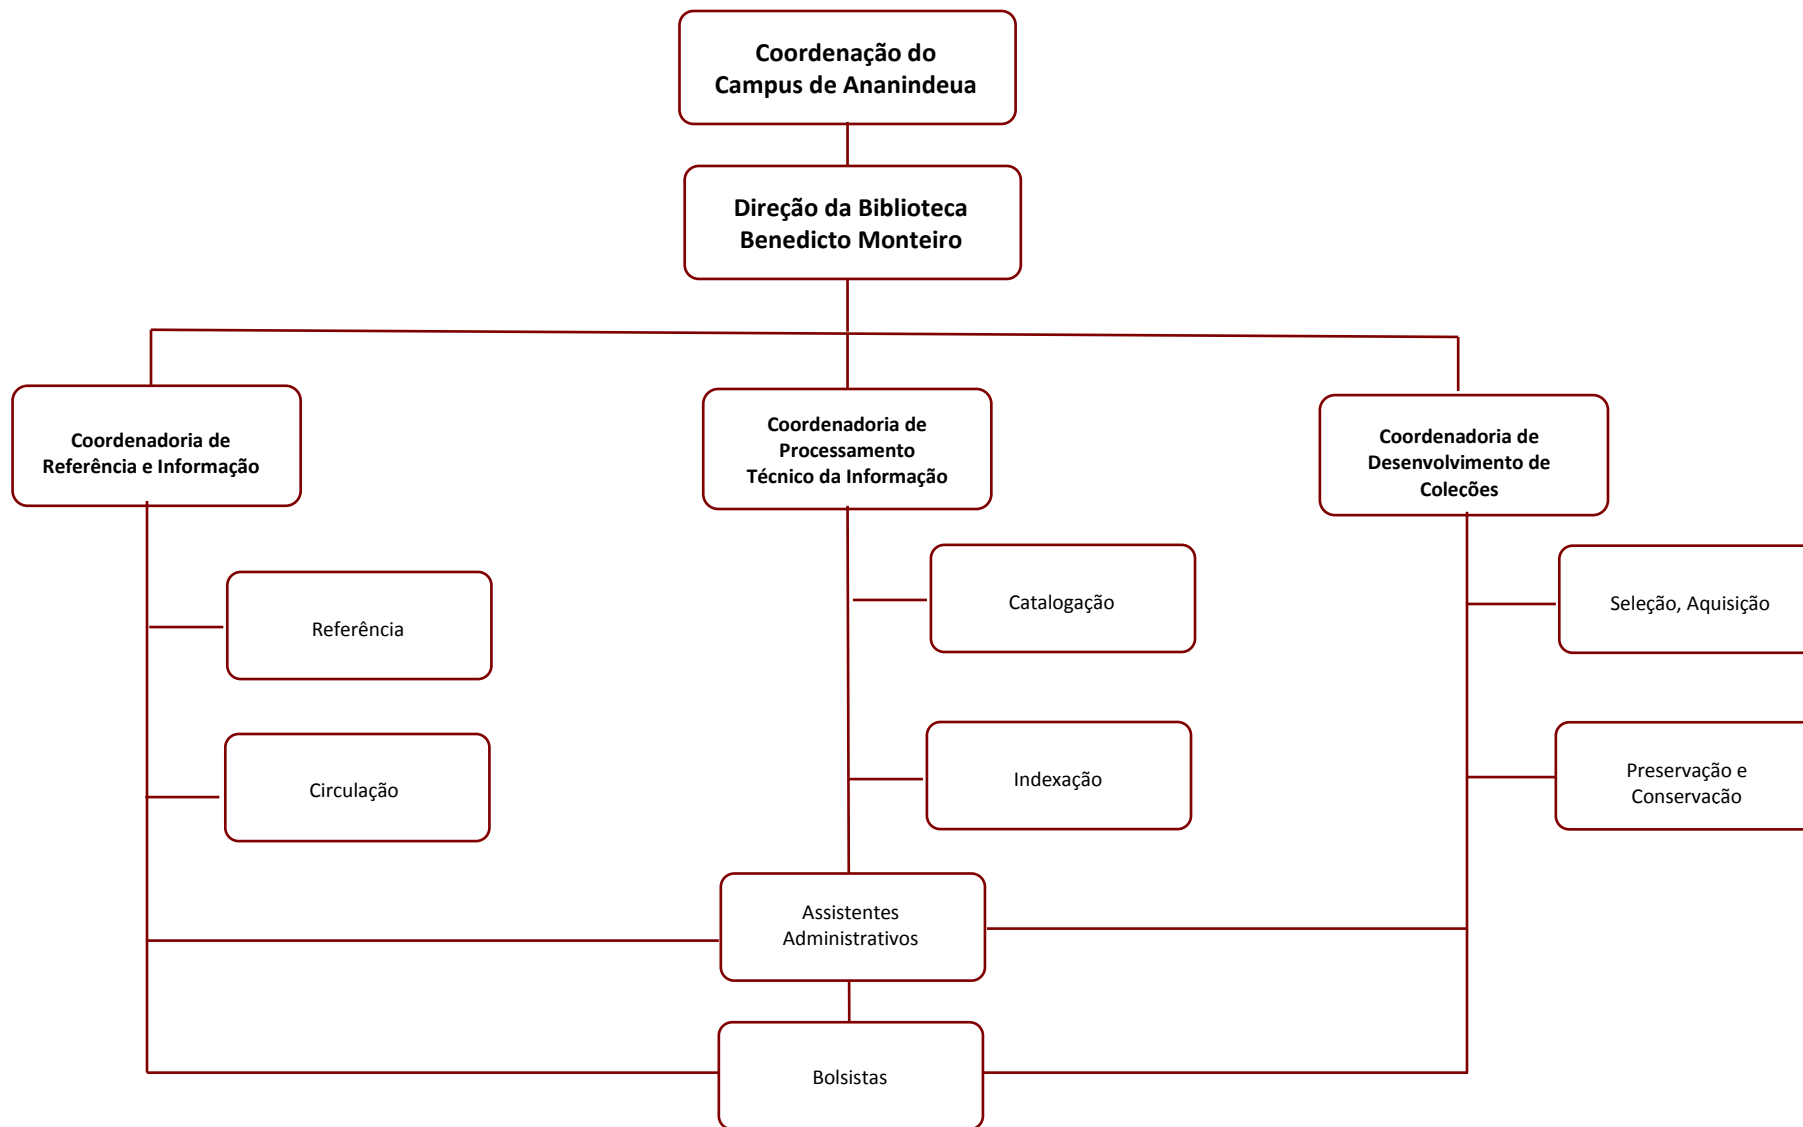 Coordenação do
Campus de Ananindeua
Direção da Biblioteca
Benedicto Monteiro
Coordenadoria de
Referência e Informação
Coordenadoria de
Processamento
Técnico da Informação
Coordenadoria de
Desenvolvimento de
Coleções
Referência
Catalogação
Seleção, Aquisição
Circulação
Indexação
Preservação e
Conservação
Assistentes
Administrativos
Bolsistas